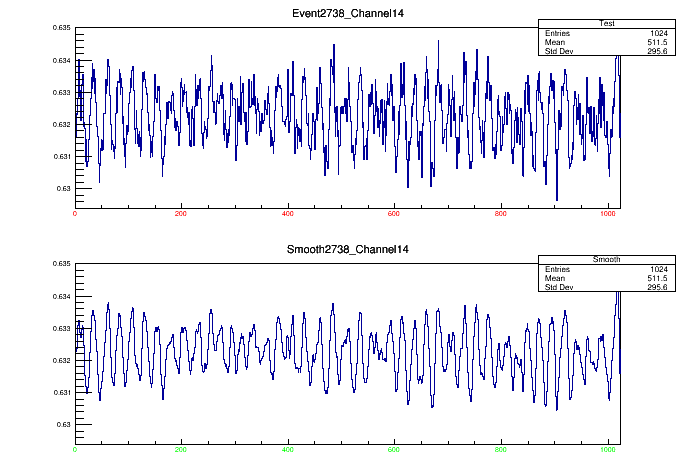 Event2738_Channel14
Test
Entries 1024
Mean 511.5
Std Dev 295.6
0.635
0.634
0.633
0.632
0.631
0.63
0 200 400 600 800 1000
Smooth2738_Channel14
Smooth
Entries 1024
Mean 511.5
Std Dev 295.6
0.635
0.634
0.633
0.632
0.631
0.63
0 200 400 600 800 1000